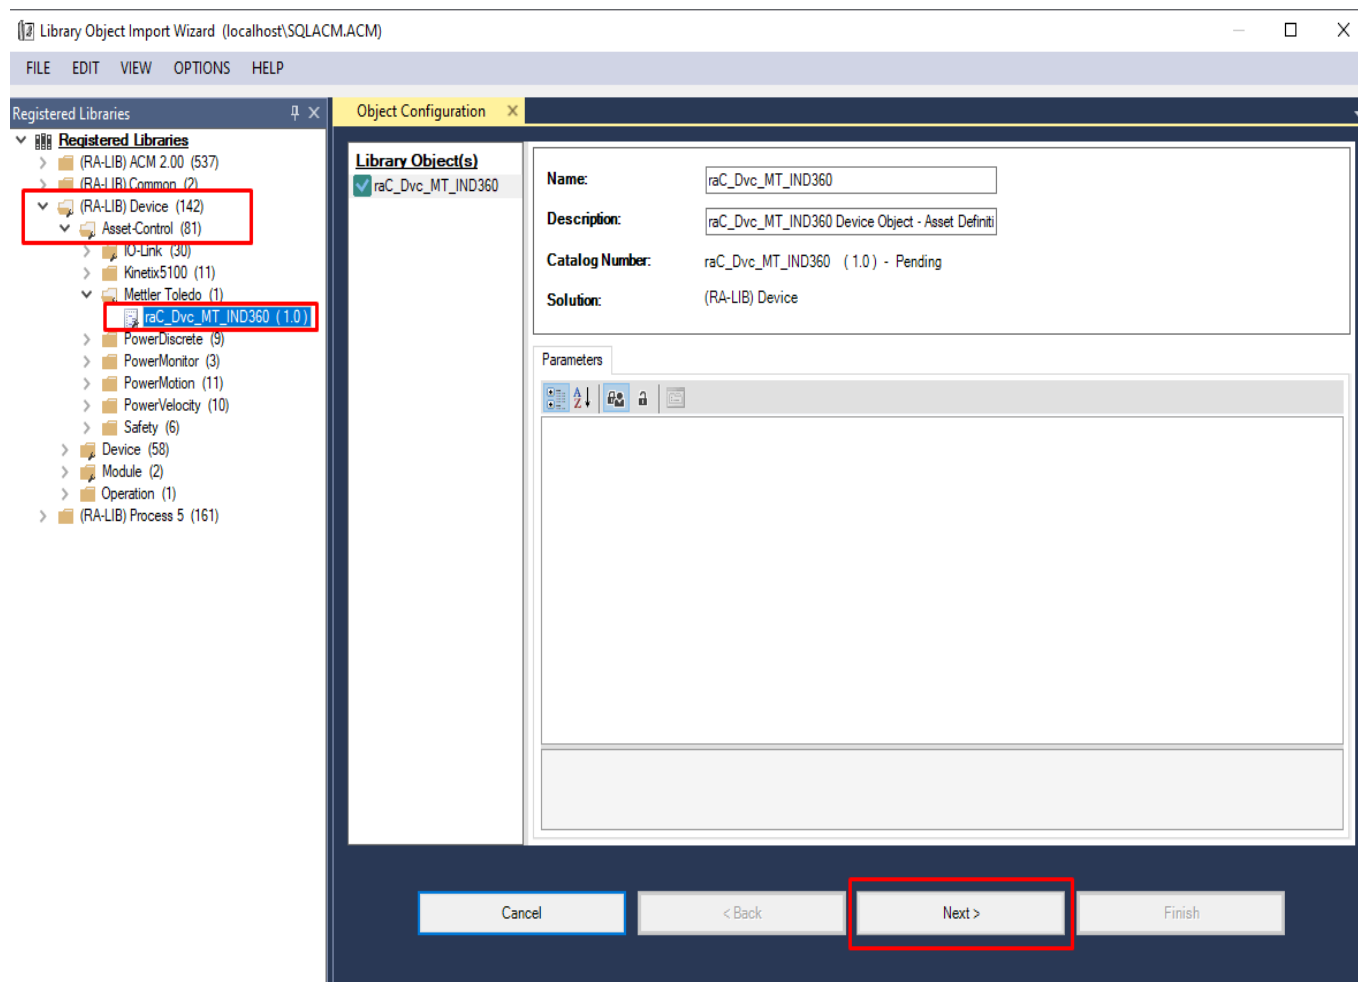 Library Object Import Wizard (localhost\SQLACM.ACM)
FILE EDIT VIEW OPTIONS HELP
Registered Libraries
Registered Libraries
(RA-LIB) ACM 2.00 (537)
(RA-LIB) Common (2)
(RA-LIB) Device (142)
Asset-Control (81)
IO-Link (30)
Kinetix5100 (11)
Mettler Toledo (1)
raC_Dvc_MT_IND360 (1.0)
PowerDiscrete (9)
PowerMonitor (3)
PowerMotion (11)
PowerVelocity (10)
Safety (6)
Device (58)
Module (2)
Operation (1)
(RA-LIB) Process 5 (161)
Object Configuration
Library Object(s)
raC_Dvc_MT_IND360
Name: raC_Dvc_MT_IND360
Description: raC_Dvc_MT_IND360 Device Object - Asset Definiti
Catalog Number: raC_Dvc_MT_IND360 (1.0) - Pending
Solution: (RA-LIB) Device
Parameters
Cancel < Back Next > Finish